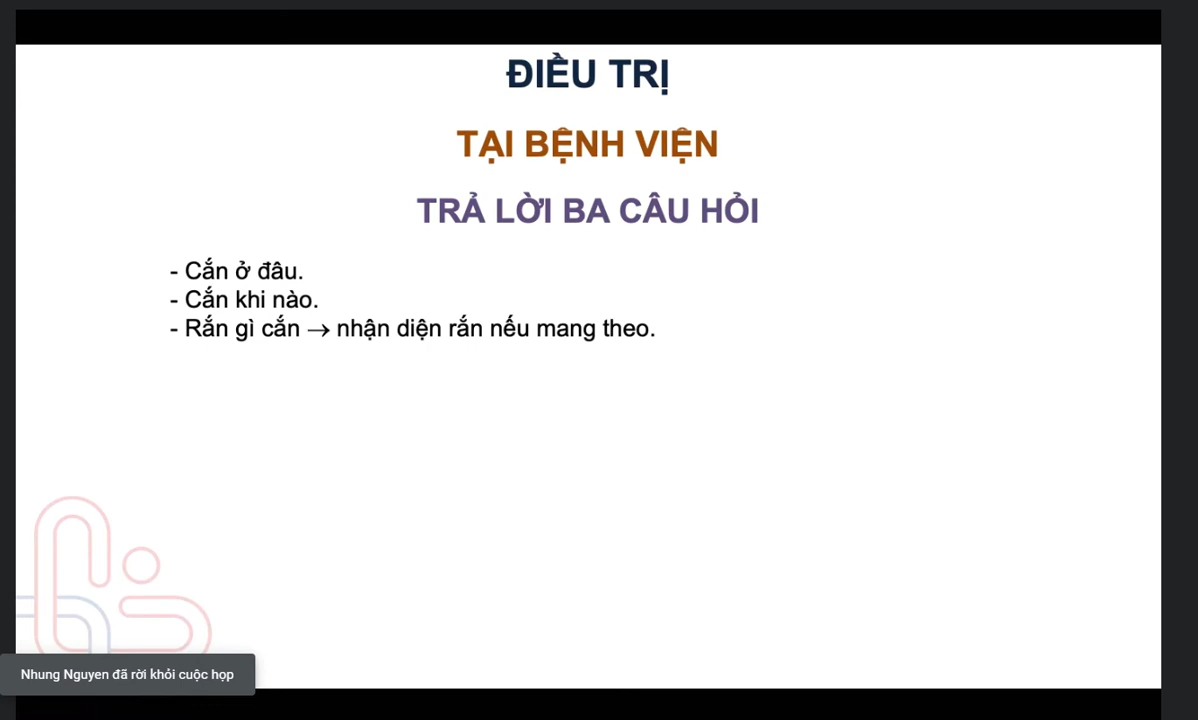 ĐIỀU TRỊ
TẠI BỆNH VIỆN
TRẢ LỜI BA CÂU HỎI
- Cắn ở đâu.
- Cắn khi nào.
- Rắn gì cắn → nhận diện rắn nếu mang theo.
Nhung Nguyen đã rời khỏi cuộc họp